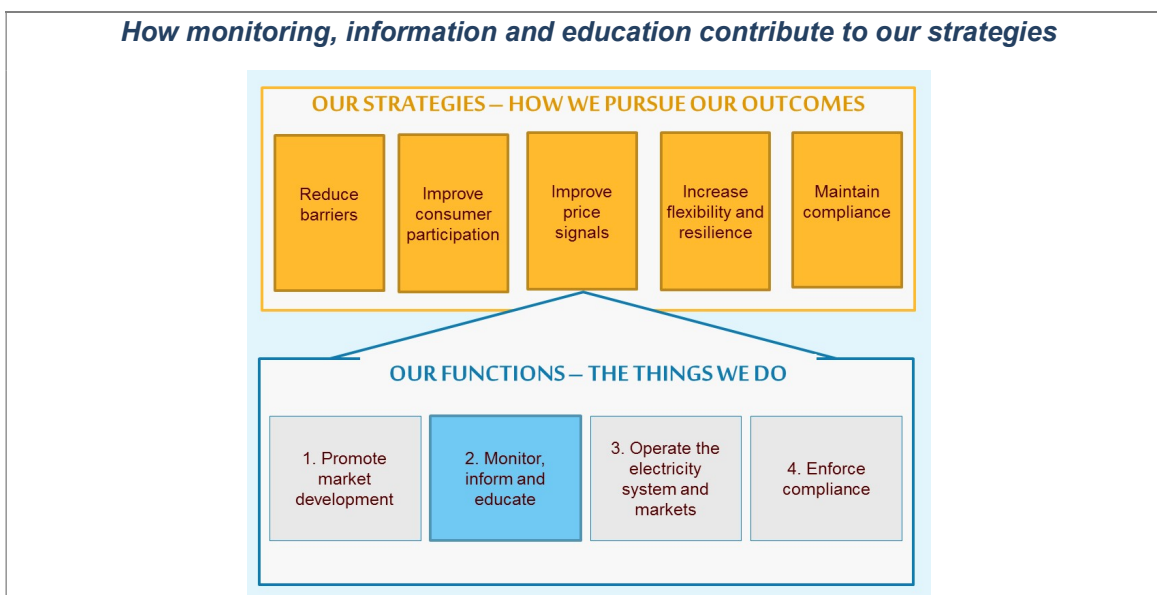 How monitoring, information and education contribute to our strategies
OUR STRATEGIES – HOW WE PURSUE OUR OUTCOMES
Reduce
barriers
Improve
consumer
participation
Improve
price
signals
Increase
flexibility and
resilience
Maintain
compliance
OUR FUNCTIONS – THE THINGS WE DO
1. Promote
market
development
2. Monitor,
inform and
educate
3. Operate the
electricity
system and
markets
4. Enforce
compliance